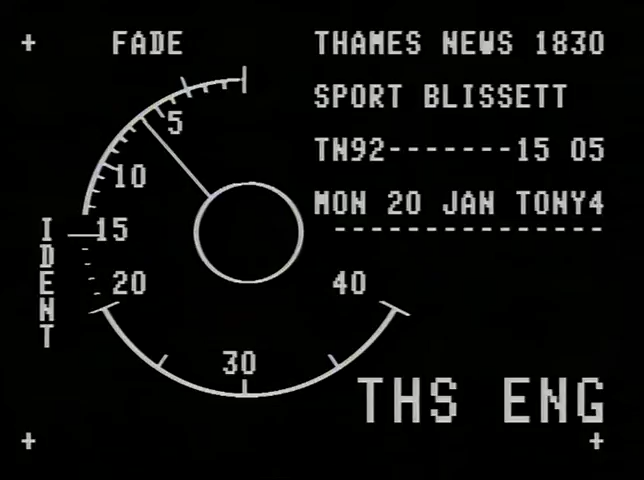 + FADE
THAMES NEWS 1830
SPORT BLISSETT
TN92-------15 05
MON 20 JAN TONY4
---------------
5
10
15
20
30
40
IDENT
THS ENG
+ +